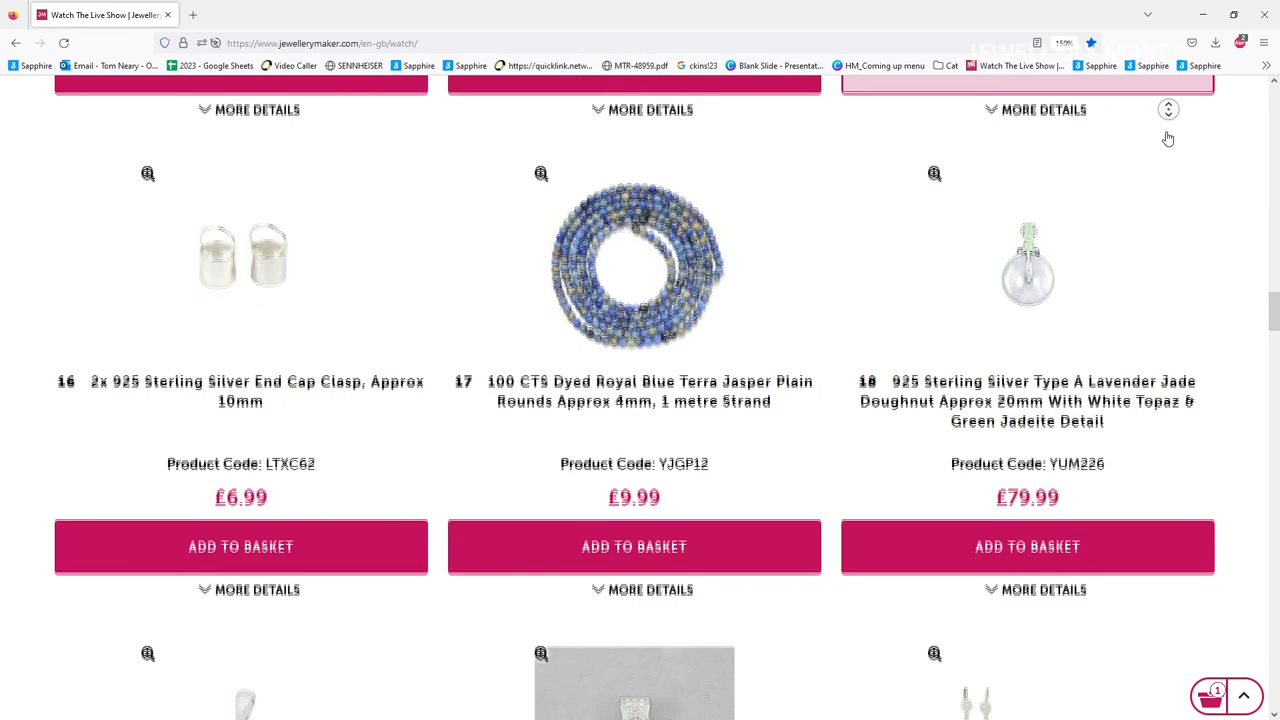 Watch The Live Show | Jewellery
https://www.jewellerymaker.com/en-gb/watch/
150%
2
JEWELLERY MAKER
Sapphire
Email - Tom Neary - O...
2023 - Google Sheets
Video Caller
SENNHEISER
Sapphire
Sapphire
https://quicklink.netw...
MTR-48959.pdf
ckins!23
Blank Slide - Presentat...
HM_Coming up menu
Cat
Watch The Live Show |...
Sapphire
Sapphire
Sapphire
MORE DETAILS
MORE DETAILS
MORE DETAILS
16 2x 925 Sterling Silver End Cap Clasp, Approx
10mm
Product Code: LTXC62
£6.99
ADD TO BASKET
MORE DETAILS
17 100 CTS Dyed Royal Blue Terra Jasper Plain
Rounds Approx 4mm, 1 metre Strand
Product Code: YJGP12
£9.99
ADD TO BASKET
MORE DETAILS
18 925 Sterling Silver Type A Lavender Jade
Doughnut Approx 20mm With White Topaz &
Green Jadeite Detail
Product Code: YUM226
£79.99
ADD TO BASKET
MORE DETAILS
1